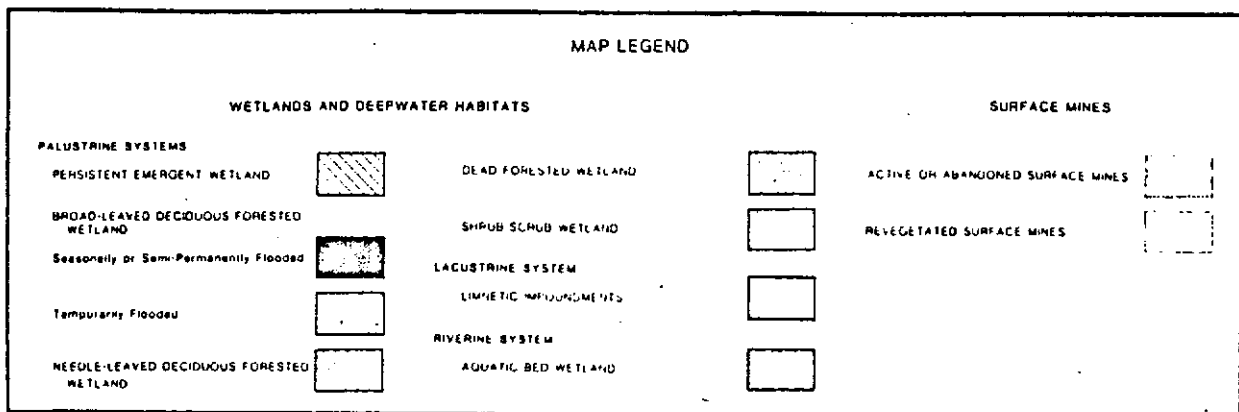 MAP LEGEND
WETLANDS AND DEEPWATER HABITATS
PALUSTRINE SYSTEMS
PERSISTENT EMERGENT WETLAND
BROAD-LEAVED DECIDUOUS FORESTED
WETLAND
Seasonally or Semi-Permanently Flooded
Temporarily Flooded
NEEDLE-LEAVED DECIDUOUS FORESTED
WETLAND
DEAD FORESTED WETLAND
SHRUB SCRUB WETLAND
LACUSTRINE SYSTEM
LIMNETIC IMPOUNDMENTS
RIVERINE SYSTEM
AQUATIC BED WETLAND
SURFACE MINES
ACTIVE OR ABANDONED SURFACE MINES
REVEGETATED SURFACE MINES